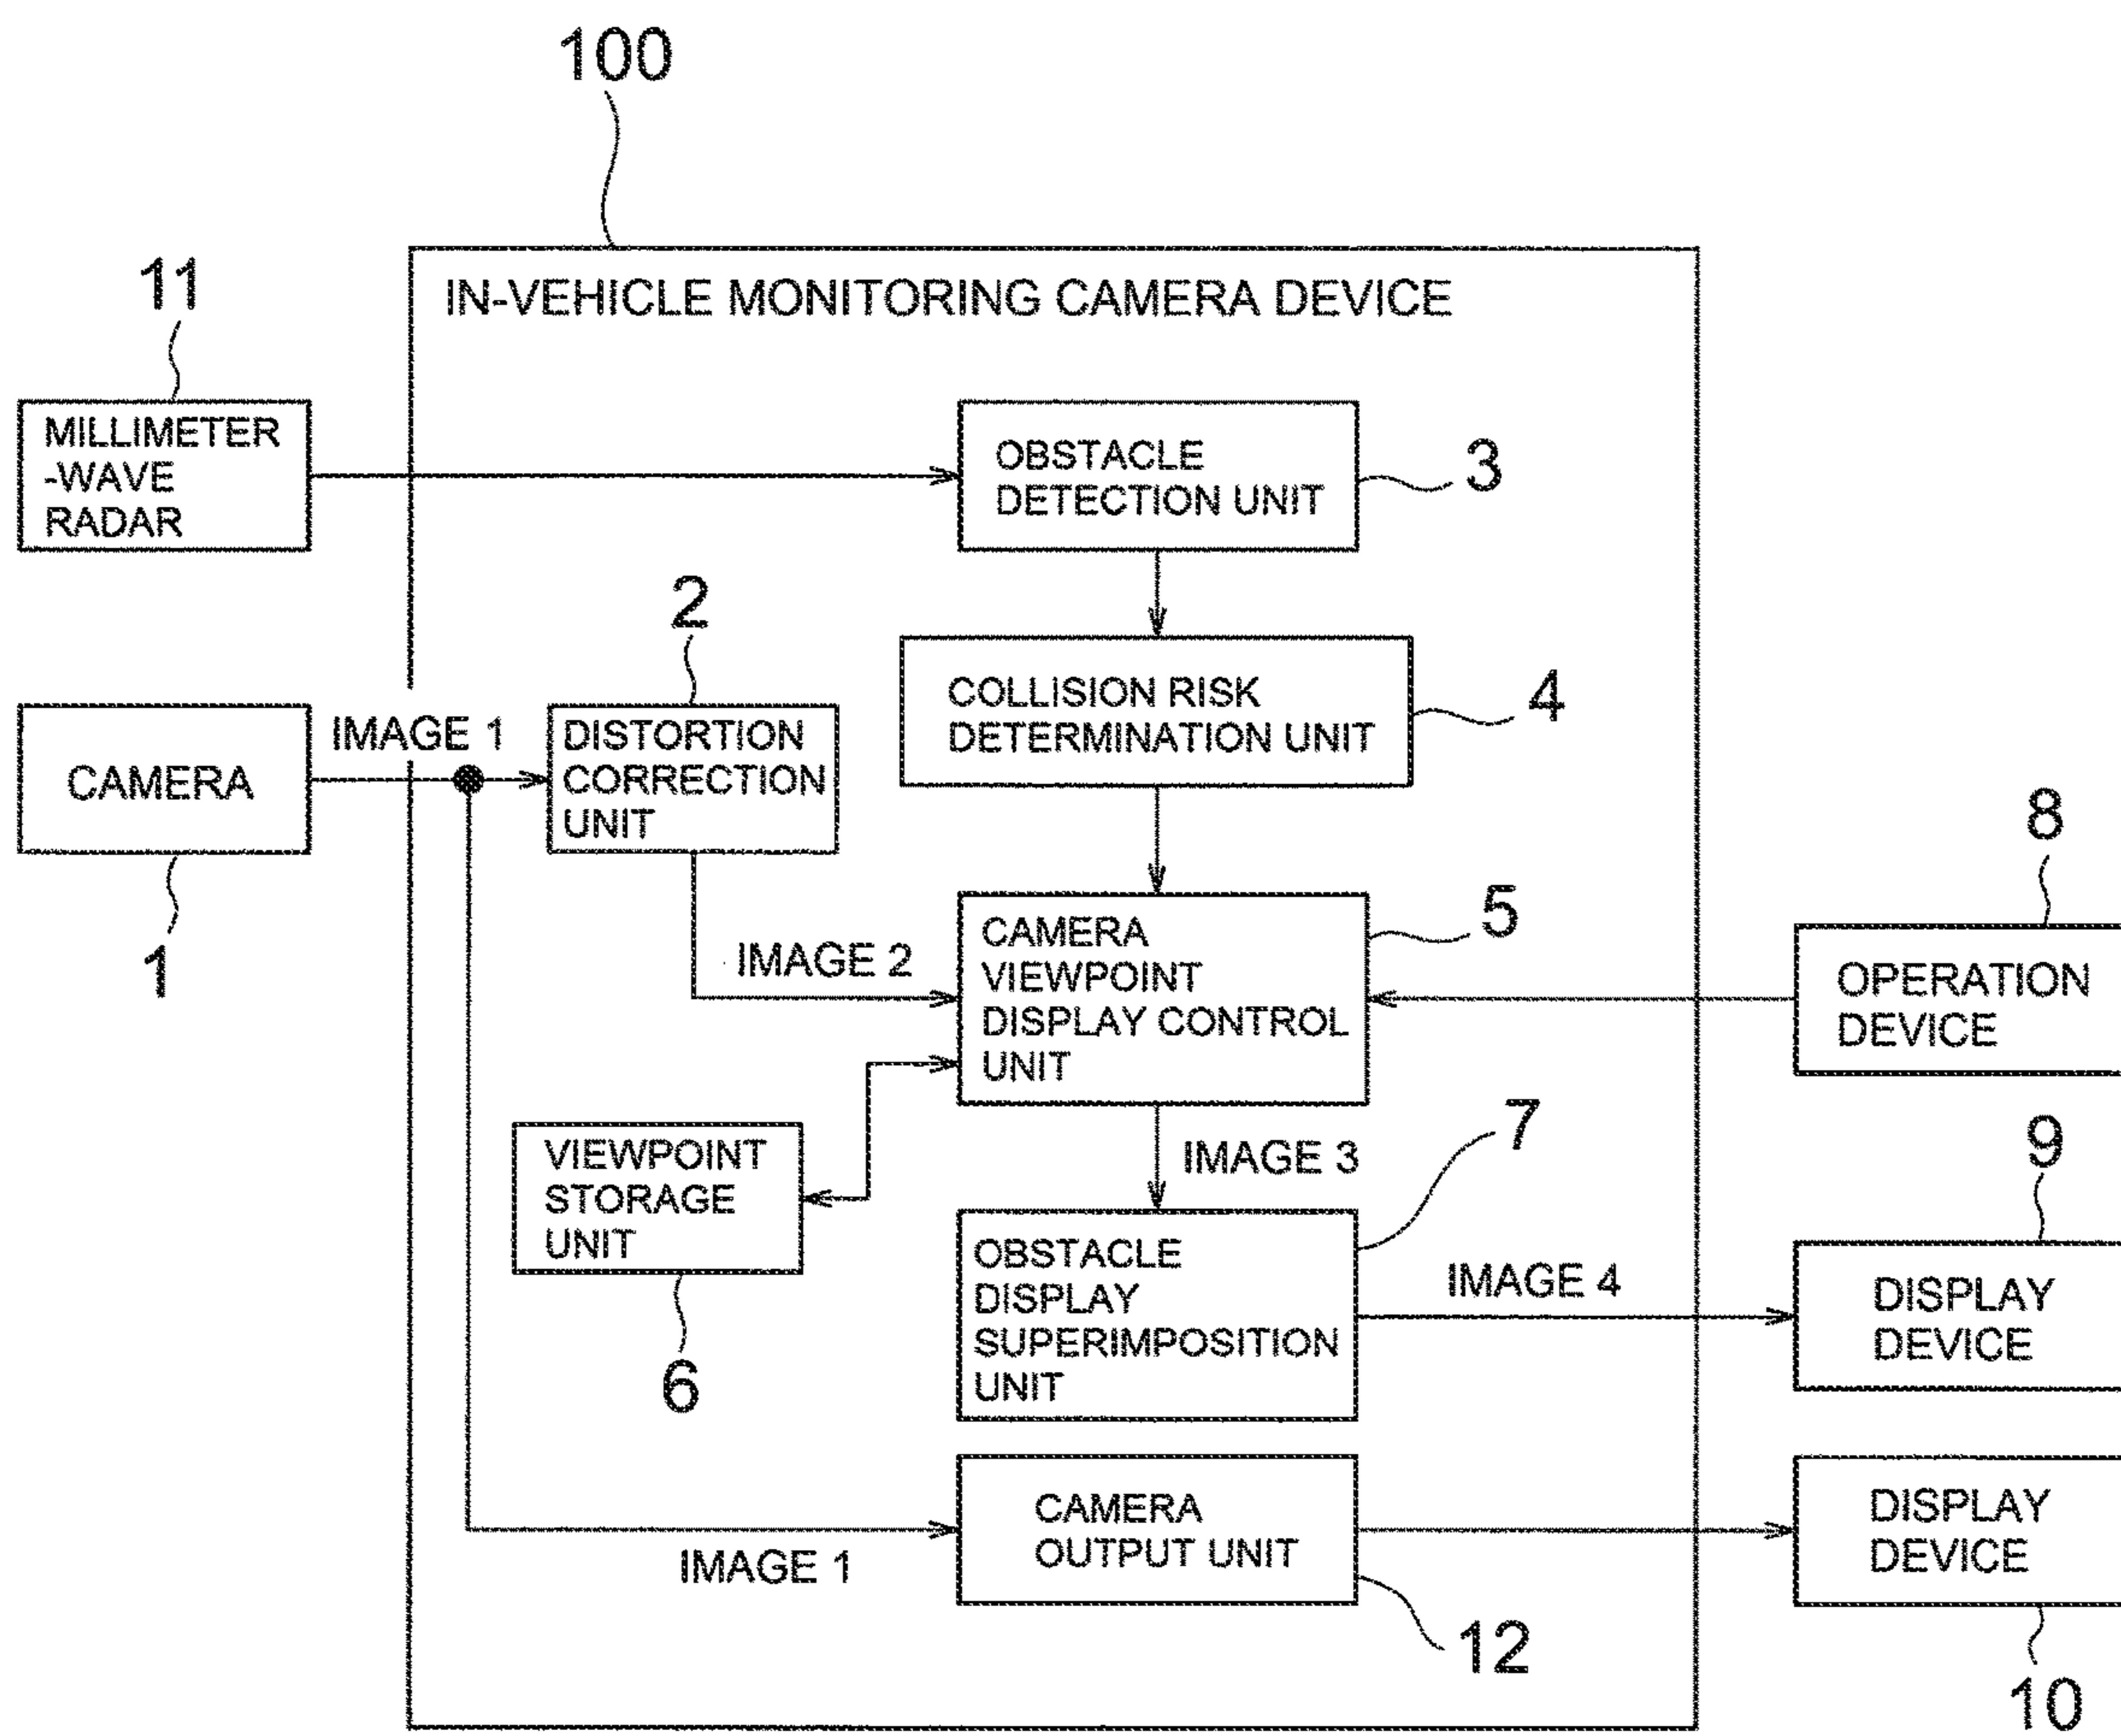 100
IN-VEHICLE MONITORING CAMERA DEVICE
11
MILLIMETER
-WAVE
RADAR
OBSTACLE
DETECTION UNIT
3
2
COLLISION RISK
DETERMINATION UNIT
4
CAMERA
1
IMAGE 1
DISTORTION
CORRECTION
UNIT
IMAGE 2
CAMERA
VIEWPOINT
DISPLAY CONTROL
UNIT
5
8
OPERATION
DEVICE
VIEWPOINT
STORAGE
UNIT
6
IMAGE 3
7
OBSTACLE
DISPLAY
SUPERIMPOSITION
UNIT
IMAGE 4
9
DISPLAY
DEVICE
IMAGE 1
CAMERA
OUTPUT UNIT
12
DISPLAY
DEVICE
10